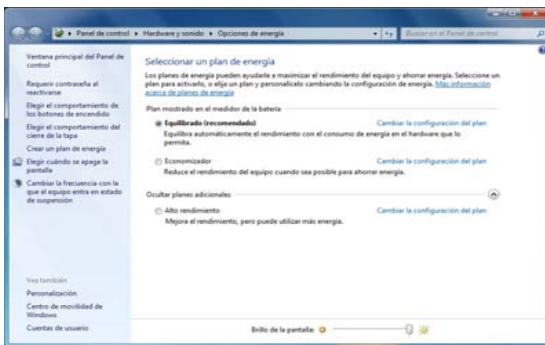 Panel de control ▸ Hardware y sonido ▸ Opciones de energía
Buscar en el Panel de control
Ventana principal del Panel de
control
Requerir contraseña al
reactivarse
Elegir el comportamiento de
los botones de encendido
Elegir el comportamiento del
cierre de la tapa
Crear un plan de energía
Elegir cuándo se apaga la
pantalla
Cambiar la frecuencia con la
que el equipo entra en estado
de suspensión
Vea también
Personalización
Centro de movilidad de
Windows
Cuentas de usuario
Seleccionar un plan de energía
Los planes de energía pueden ayudarle a maximizar el rendimiento del equipo y ahorrar energía. Seleccione un
plan para activarlo, o elija un plan y personalícelo cambiando la configuración de energía. Más información
acerca de planes de energía
Plan mostrado en el medidor de la batería
Equilibrado (recomendado) Cambiar la configuración del plan
Equilibra automáticamente el rendimiento con el consumo de energía en el hardware que lo
permita.
Economizador Cambiar la configuración del plan
Reduce el rendimiento del equipo cuando sea posible para ahorrar energía.
Ocultar planes adicionales
Alto rendimiento Cambiar la configuración del plan
Mejora el rendimiento, pero puede utilizar más energía.
Brillo de la pantalla: